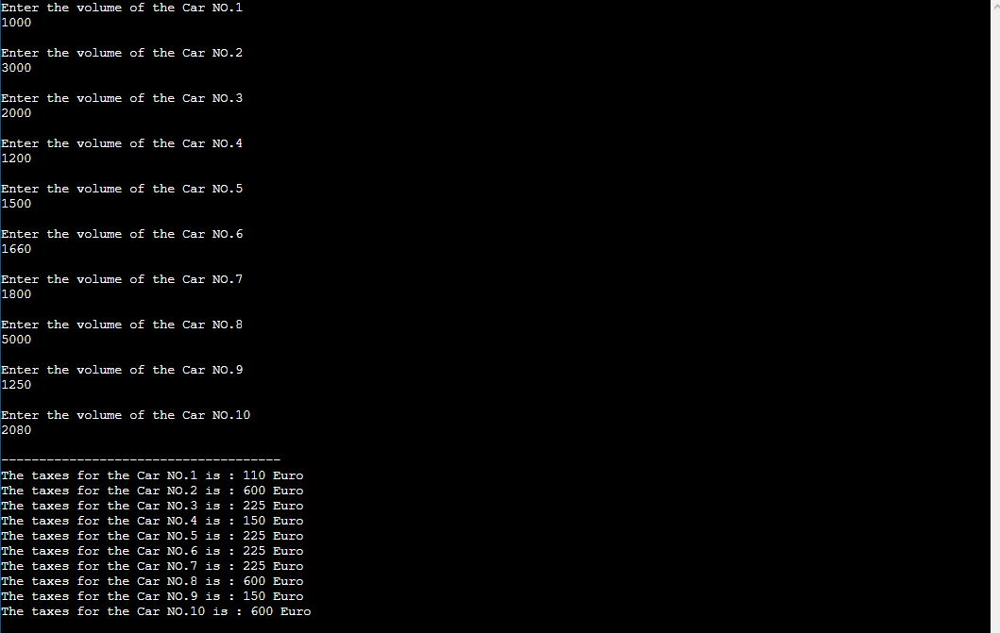 Enter the volume of the Car NO.1
1000
Enter the volume of the Car NO.2
3000
Enter the volume of the Car NO.3
2000
Enter the volume of the Car NO.4
1200
Enter the volume of the Car NO.5
1500
Enter the volume of the Car NO.6
1660
Enter the volume of the Car NO.7
1800
Enter the volume of the Car NO.8
5000
Enter the volume of the Car NO.9
1250
Enter the volume of the Car NO.10
2080
-------------------------------------
The taxes for the Car NO.1 is : 110 Euro
The taxes for the Car NO.2 is : 600 Euro
The taxes for the Car NO.3 is : 225 Euro
The taxes for the Car NO.4 is : 150 Euro
The taxes for the Car NO.5 is : 225 Euro
The taxes for the Car NO.6 is : 225 Euro
The taxes for the Car NO.7 is : 225 Euro
The taxes for the Car NO.8 is : 600 Euro
The taxes for the Car NO.9 is : 150 Euro
The taxes for the Car NO.10 is : 600 Euro